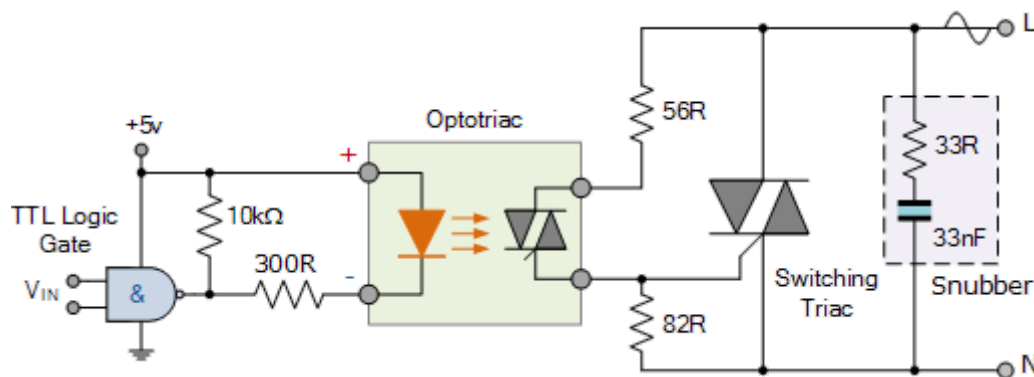 L
Optotriac
56R
+5v
+
33R
TTL Logic
Gate
10kΩ
300R
-
33nF
VIN
&
Switching
Triac
Snubber
82R
N